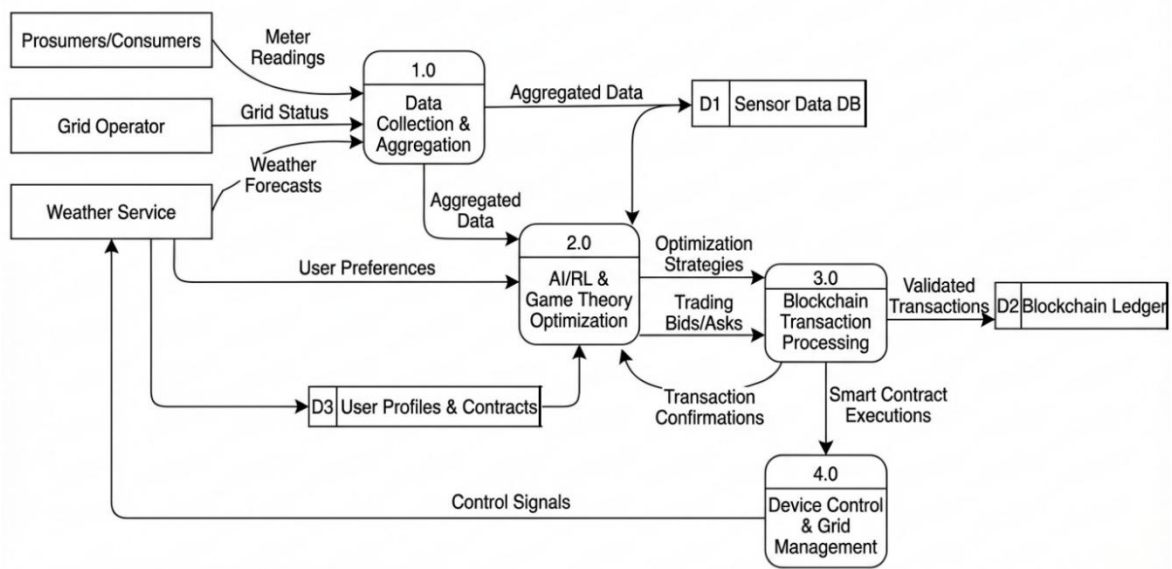 Prosumers/Consumers
Meter
Readings
1.0
Data
Collection &
Aggregation
Aggregated Data
D1
Sensor Data DB
Grid Operator
Grid Status
Weather
Forecasts
Weather Service
Aggregated
Data
2.0
AI/RL &
Game Theory
Optimization
User Preferences
Optimization
Strategies
Trading
Bids/Asks
3.0
Blockchain
Transaction
Processing
Validated
Transactions
D2
Blockchain Ledger
D3
User Profiles & Contracts
Transaction
Confirmations
Smart Contract
Executions
4.0
Device Control
& Grid
Management
Control Signals